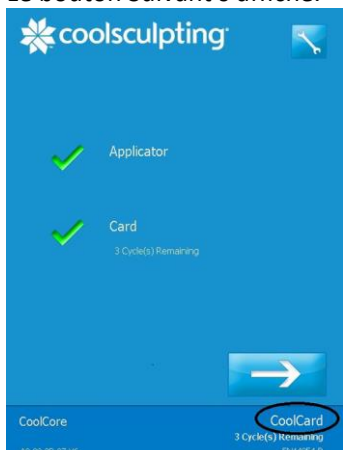 Le bouton Suivant s'affiche.
coolsculpting
Applicator
Card
3 Cycle(s) Remaining
CoolCore
CoolCard
3 Cycle(s) Remaining